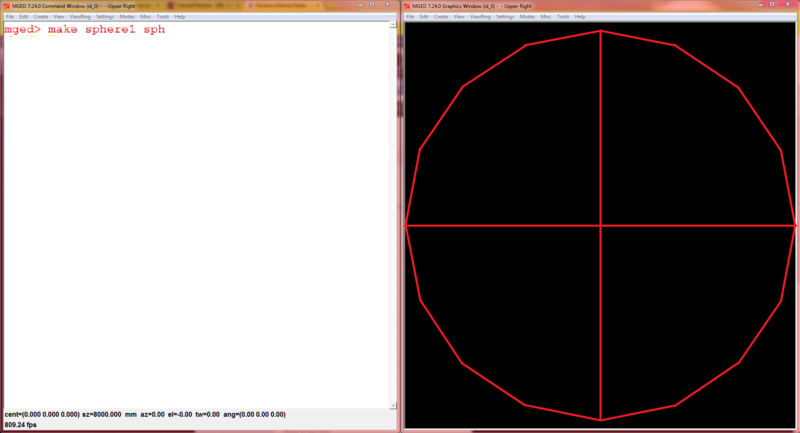 MGED 7.24.0 Command Window (id_0) - - Upper Right
File Edit Create View ViewRing Settings Modes Misc Tools Help
mged> make sphere1 sph
cent=(0.000 0.000 0.000) sz=8000.000 mm az=0.00 el=-0.00 tw=0.00 ang=(0.00 0.00 0.00)
809.24 fps
MGED 7.24.0 Graphics Window (id_0) - - Upper Right
File Edit Create View ViewRing Settings Modes Misc Tools Help